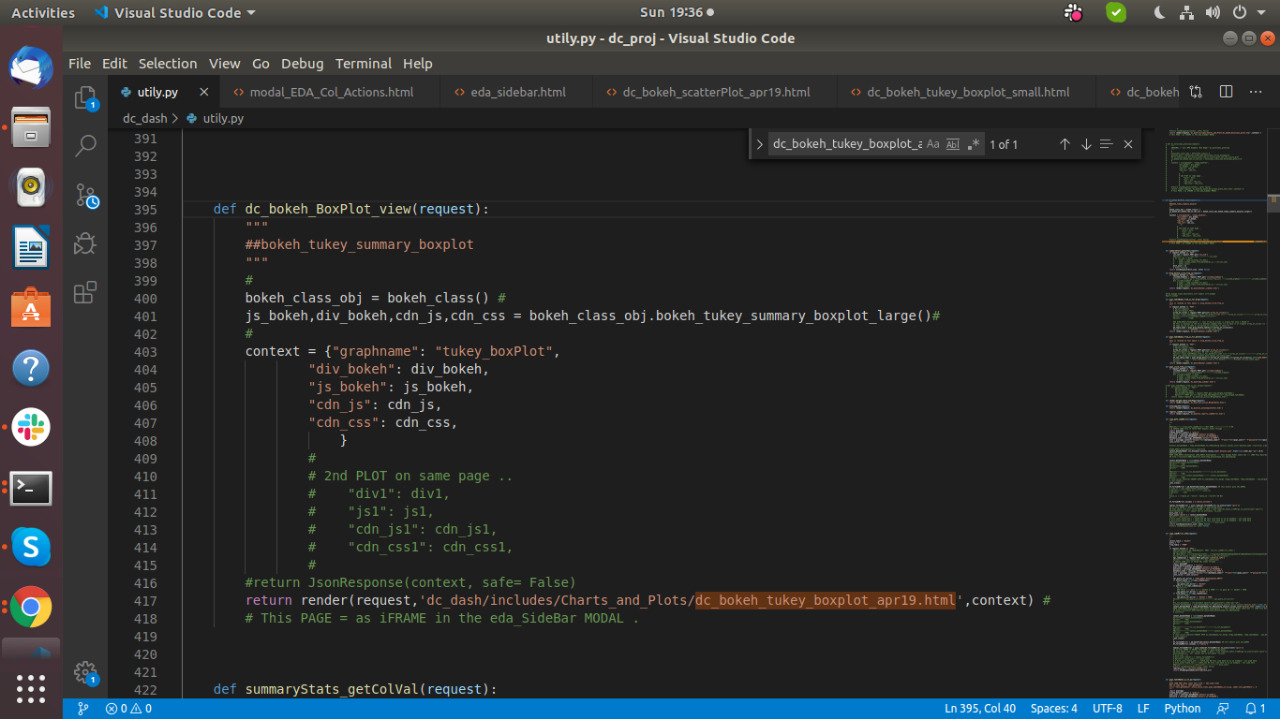 Activities Visual Studio Code Sun 19:36
utily.py - dc_proj - Visual Studio Code
File Edit Selection View Go Debug Terminal Help
utily.py modal_EDA_Col_Actions.html eda_sidebar.html dc_bokeh_scatterPlot_apr19.html dc_bokeh_tukey_boxplot_small.html dc_bokeh
dc_dash > utily.py
dc_bokeh_tukey_boxplot_a Aa Abl .* 1 of 1
391
392
393
394
395 def dc_bokeh_BoxPlot_view(request):
396 """
397 ##bokeh_tukey_summary_boxplot
398 """
399 #
400 bokeh_class_obj = bokeh_class() #
401 js_bokeh,div_bokeh,cdn_js,cdn_css = bokeh_class_obj.bokeh_tukey_summary_boxplot_large()#
402 #
403 context = {"graphname": "tukey_boxPlot",
404 "div_bokeh": div_bokeh,
405 "js_bokeh": js_bokeh,
406 "cdn_js": cdn_js,
407 "cdn_css": cdn_css,
408 }
409 #
410 # 2nd PLOT on same page ..
411 # "div1": div1,
412 # "js1": js1,
413 # "cdn_js1": cdn_js1,
414 # "cdn_css1": cdn_css1,
415 #
416 #return JsonResponse(context, safe= False)
417 return render(request,'dc_dash/includes/Charts_and_Plots/dc_bokeh_tukey_boxplot_apr19.html',context) #
418 # This PAGE = as iFRAME in the eda_SideBar MODAL .
419
420
421
422 def summaryStats_getColVal(request):
0 0 Ln 395, Col 40 Spaces: 4 UTF-8 LF Python 1